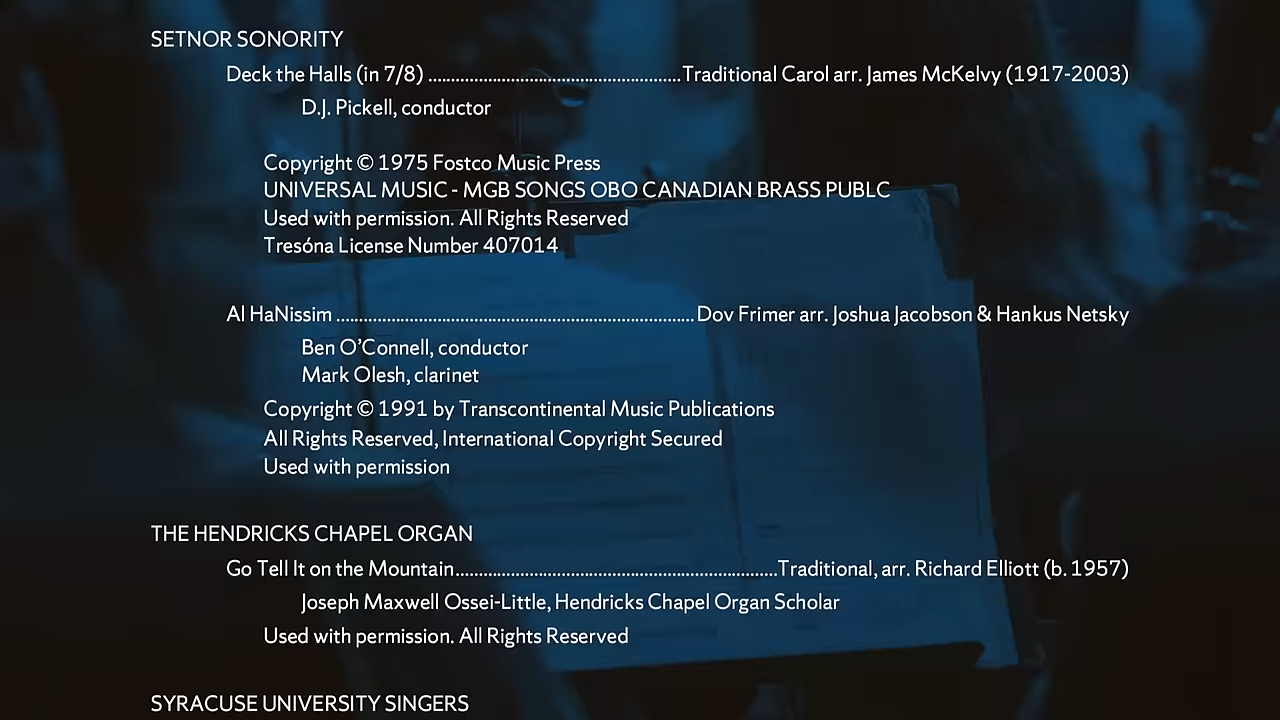 SETNOR SONORITY
Deck the Halls (in 7/8) ........................................................Traditional Carol arr. James McKelvy (1917-2003)
D.J. Pickell, conductor
Copyright © 1975 Fostco Music Press
UNIVERSAL MUSIC - MGB SONGS OBO CANADIAN BRASS PUBLC
Used with permission. All Rights Reserved
Tresóna License Number 407014
Al HaNissim ................................................................................Dov Frimer arr. Joshua Jacobson & Hankus Netsky
Ben O'Connell, conductor
Mark Olesh, clarinet
Copyright © 1991 by Transcontinental Music Publications
All Rights Reserved, International Copyright Secured
Used with permission
THE HENDRICKS CHAPEL ORGAN
Go Tell It on the Mountain........................................................................Traditional, arr. Richard Elliott (b. 1957)
Joseph Maxwell Ossei-Little, Hendricks Chapel Organ Scholar
Used with permission. All Rights Reserved
SYRACUSE UNIVERSITY SINGERS